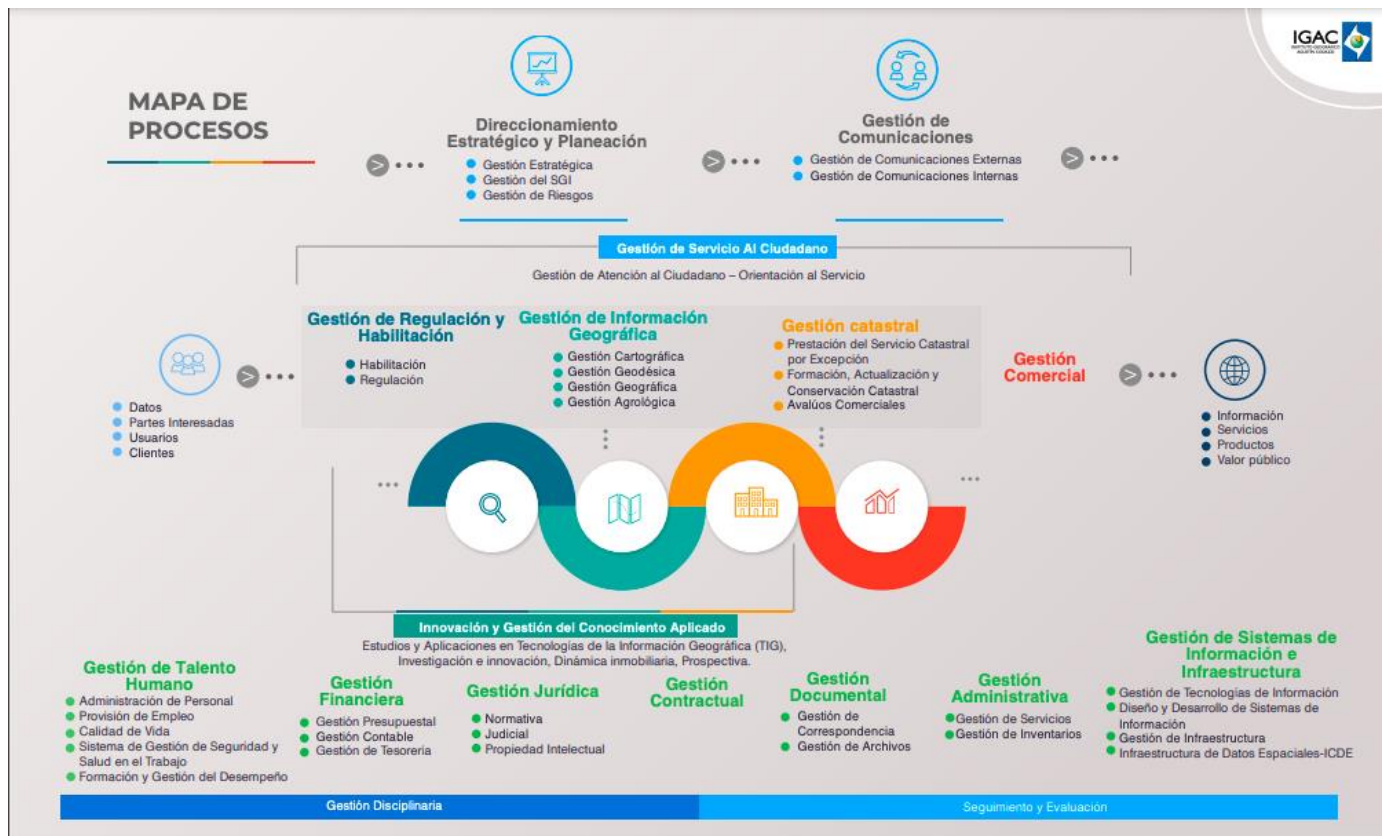 IGAC
INSTITUTO GEOGRÁFICO
AGUSTÍN CODAZZI
MAPA DE
PROCESOS
Direccionamiento
Estratégico y Planeación
Gestión Estratégica
Gestión del SGI
Gestión de Riesgos
Gestión de
Comunicaciones
Gestión de Comunicaciones Externas
Gestión de Comunicaciones Internas
Gestión de Servicio Al Ciudadano
Gestión de Atención al Ciudadano – Orientación al Servicio
Datos
Partes Interesadas
Usuarios
Clientes
Gestión de Regulación y
Habilitación
Habilitación
Regulación
Gestión de Información
Geográfica
Gestión Cartográfica
Gestión Geodésica
Gestión Geográfica
Gestión Agrológica
Gestión catastral
Prestación del Servicio Catastral
por Excepción
Formación, Actualización y
Conservación Catastral
Avalúos Comerciales
Gestión
Comercial
Información
Servicios
Productos
Valor público
Innovación y Gestión del Conocimiento Aplicado
Estudios y Aplicaciones en Tecnologías de la Información Geográfica (TIG),
Investigación e innovación, Dinámica inmobiliaria, Prospectiva.
Gestión de Talento
Humano
Administración de Personal
Provisión de Empleo
Calidad de Vida
Sistema de Gestión de Seguridad y
Salud en el Trabajo
Formación y Gestión del Desempeño
Gestión
Financiera
Gestión Presupuestal
Gestión Contable
Gestión de Tesoreria
Gestión Jurídica
Normativa
Judicial
Propiedad Intelectual
Gestión
Contractual
Gestión
Documental
Gestión de
Correspondencia
Gestión de Archivos
Gestión
Administrativa
Gestión de Servicios
Gestión de Inventarios
Gestión de Sistemas de
Información e
Infraestructura
Gestión de Tecnologías de Información
Diseño y Desarrollo de Sistemas de
Información
Gestión de Infraestructura
Infraestructura de Datos Espaciales-ICDE
Gestión Disciplinaria
Seguimiento y Evaluación